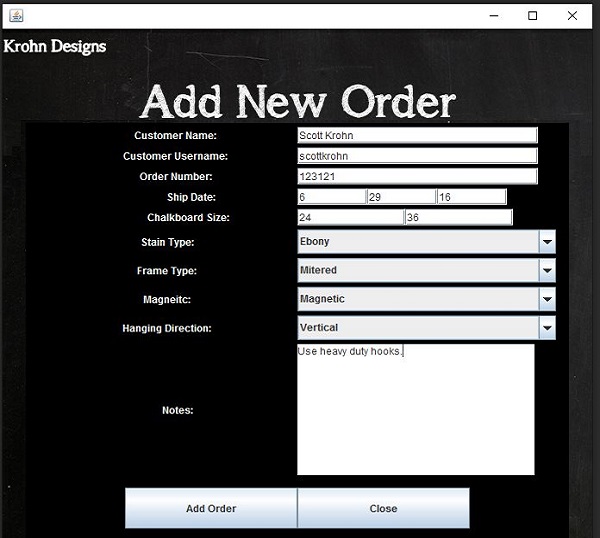 Krohn Designs
Add New Order
Customer Name: Scott Krohn
Customer Username: scottkrohn
Order Number: 123121
Ship Date: 6 29 16
Chalkboard Size: 24 36
Stain Type: Ebony
Frame Type: Mitered
Magneitc: Magnetic
Hanging Direction: Vertical
Notes: Use heavy duty hooks.
Add Order Close